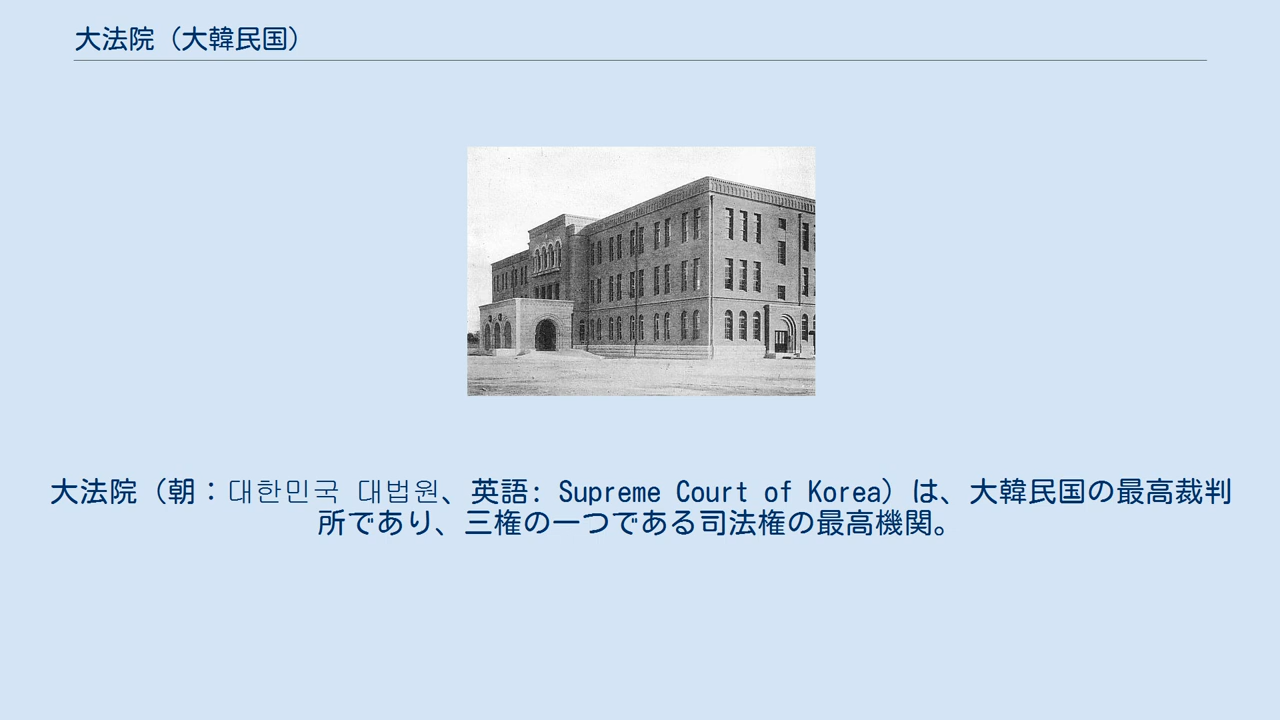 大法院（大韓民国）
大法院（朝：대한민국 대법원、英語: Supreme Court of Korea）は、大韓民国の最高裁判
所であり、三権の一つである司法権の最高機関。